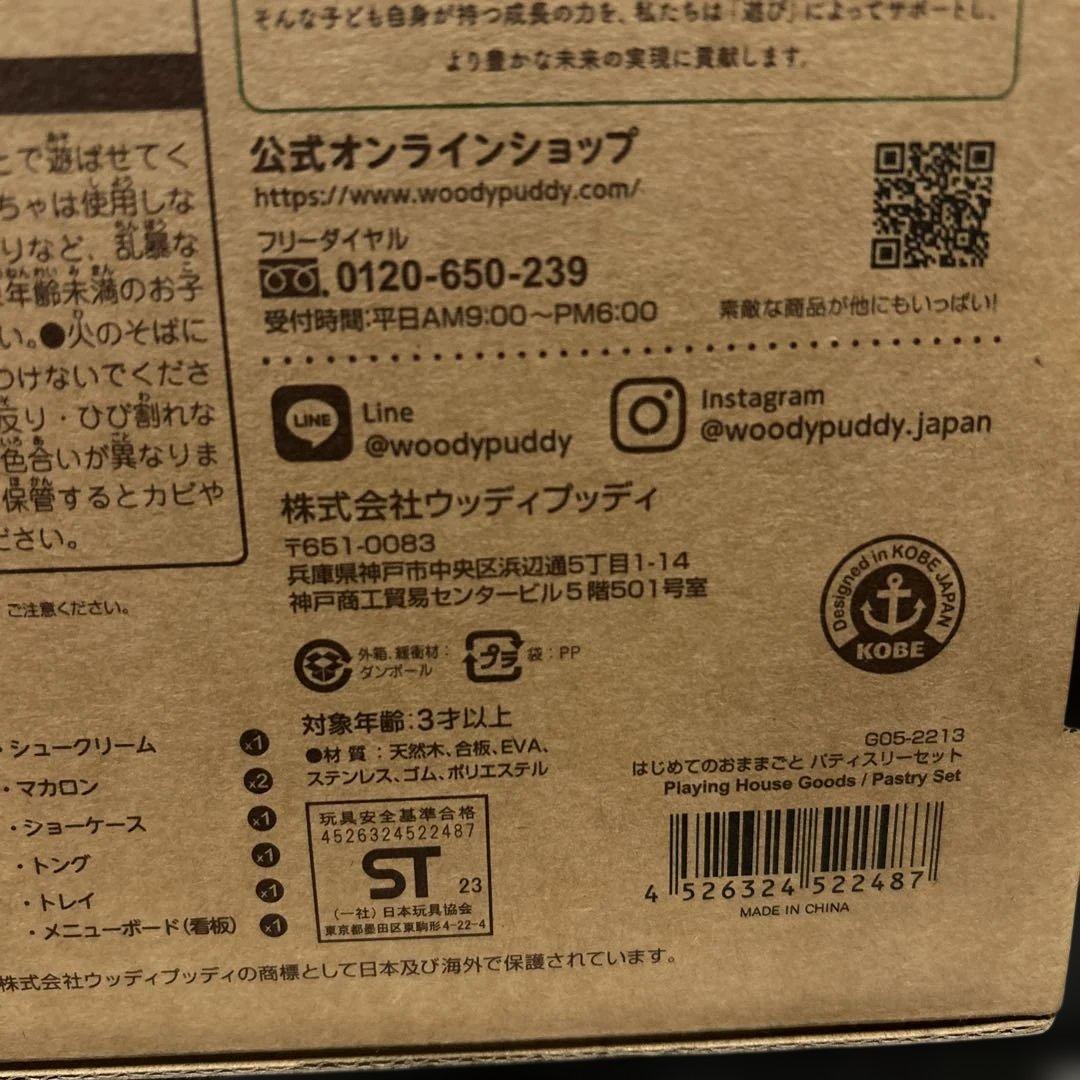 そんな子ども自身が持つ成長の力を、私たちは「遊び」によってサポートし、
より豊かな未来の実現に貢献します。
とで遊ばせてく
ちゃは使用しな
りなど、乱暴な
年齢未満のお子
い。●火のそばに
つけないでくださ
反り・ひび割れな
色合いが異なりま
保管するとカビや
ださい。
ご注意ください。
公式オンラインショップ
https://www.woodypuddy.com/
フリーダイヤル
0120-650-239
受付時間:平日AM9:00〜PM6:00
素敵な商品が他にもいっぱい!
LINE
Line
@woodypuddy
Instagram
@woodypuddy.japan
株式会社ウッディプッディ
〒651-0083
兵庫県神戸市中央区浜辺通5丁目1-14
神戸商工貿易センタービル5階501号室
Designed in KOBE JAPAN
KOBE
外箱、緩衝材:
ダンボール
プラ
袋:PP
対象年齢:3才以上
●材質:天然木、合板、EVA、
ステンレス、ゴム、ポリエステル
・シュークリーム ×1
・マカロン ×2
・ショーケース ×1
・トング ×1
・トレイ ×1
・メニューボード(看板) ×1
玩具安全基準合格
4526324522487
ST 23
(一社)日本玩具協会
東京都墨田区東駒形4-22-4
G05-2213
はじめてのおままごと パティスリーセット
Playing House Goods / Pastry Set
4 526324 522487
MADE IN CHINA
株式会社ウッディプッディの商標として日本及び海外で保護されています。